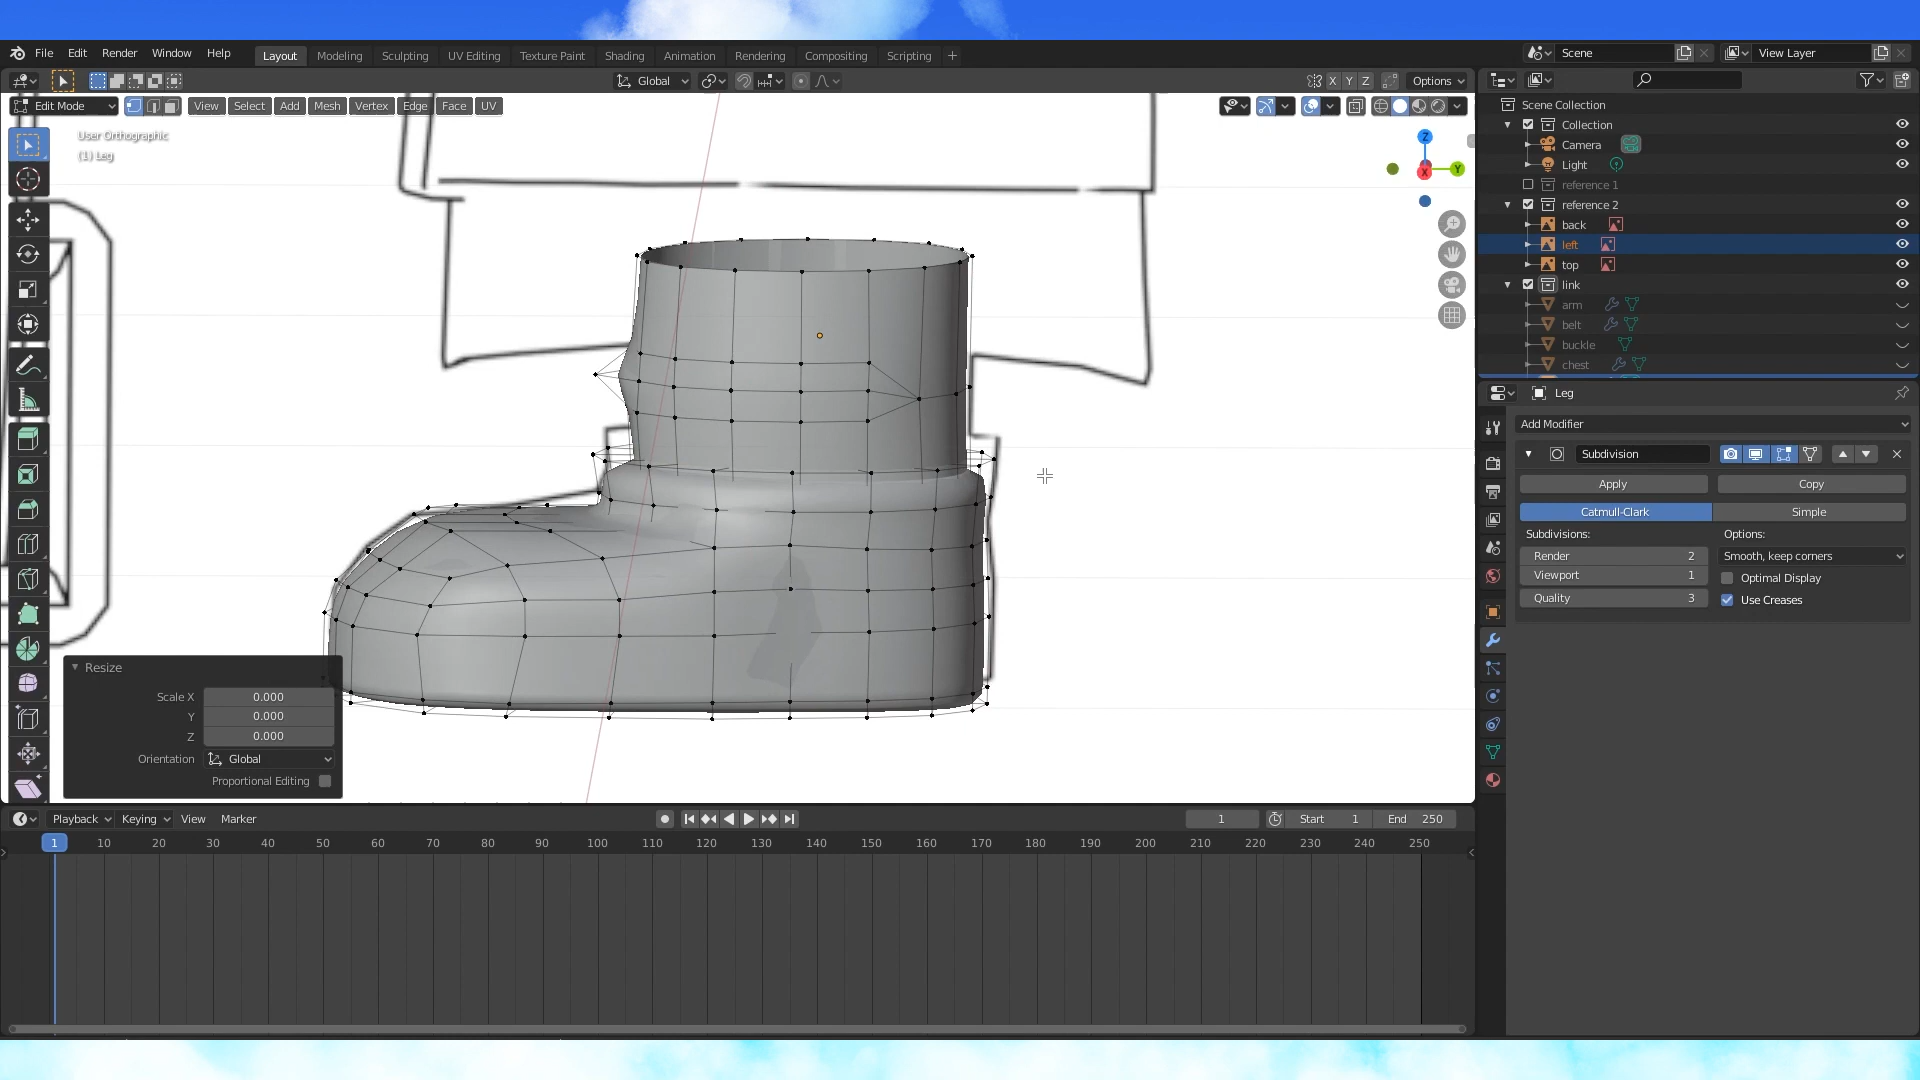 File Edit Render Window Help Layout Modeling Sculpting UV Editing Texture Paint Shading Animation Rendering Compositing Scripting + Scene View Layer
Global X Y Z Options
Edit Mode View Select Add Mesh Vertex Edge Face UV
User Orthographic
(1) Leg
Z
Y
X
Scene Collection
Collection
Camera
Light
reference 1
reference 2
back
left
top
link
arm
belt
buckle
chest
Leg
Add Modifier
Subdivision
Apply Copy
Catmull-Clark Simple
Subdivisions: Options:
Render 2 Smooth, keep corners
Viewport 1 Optimal Display
Quality 3 Use Creases
Resize
Scale X 0.000
Y 0.000
Z 0.000
Orientation Global
Proportional Editing
Playback Keying View Marker 1 Start 1 End 250
1 10 20 30 40 50 60 70 80 90 100 110 120 130 140 150 160 170 180 190 200 210 220 230 240 250